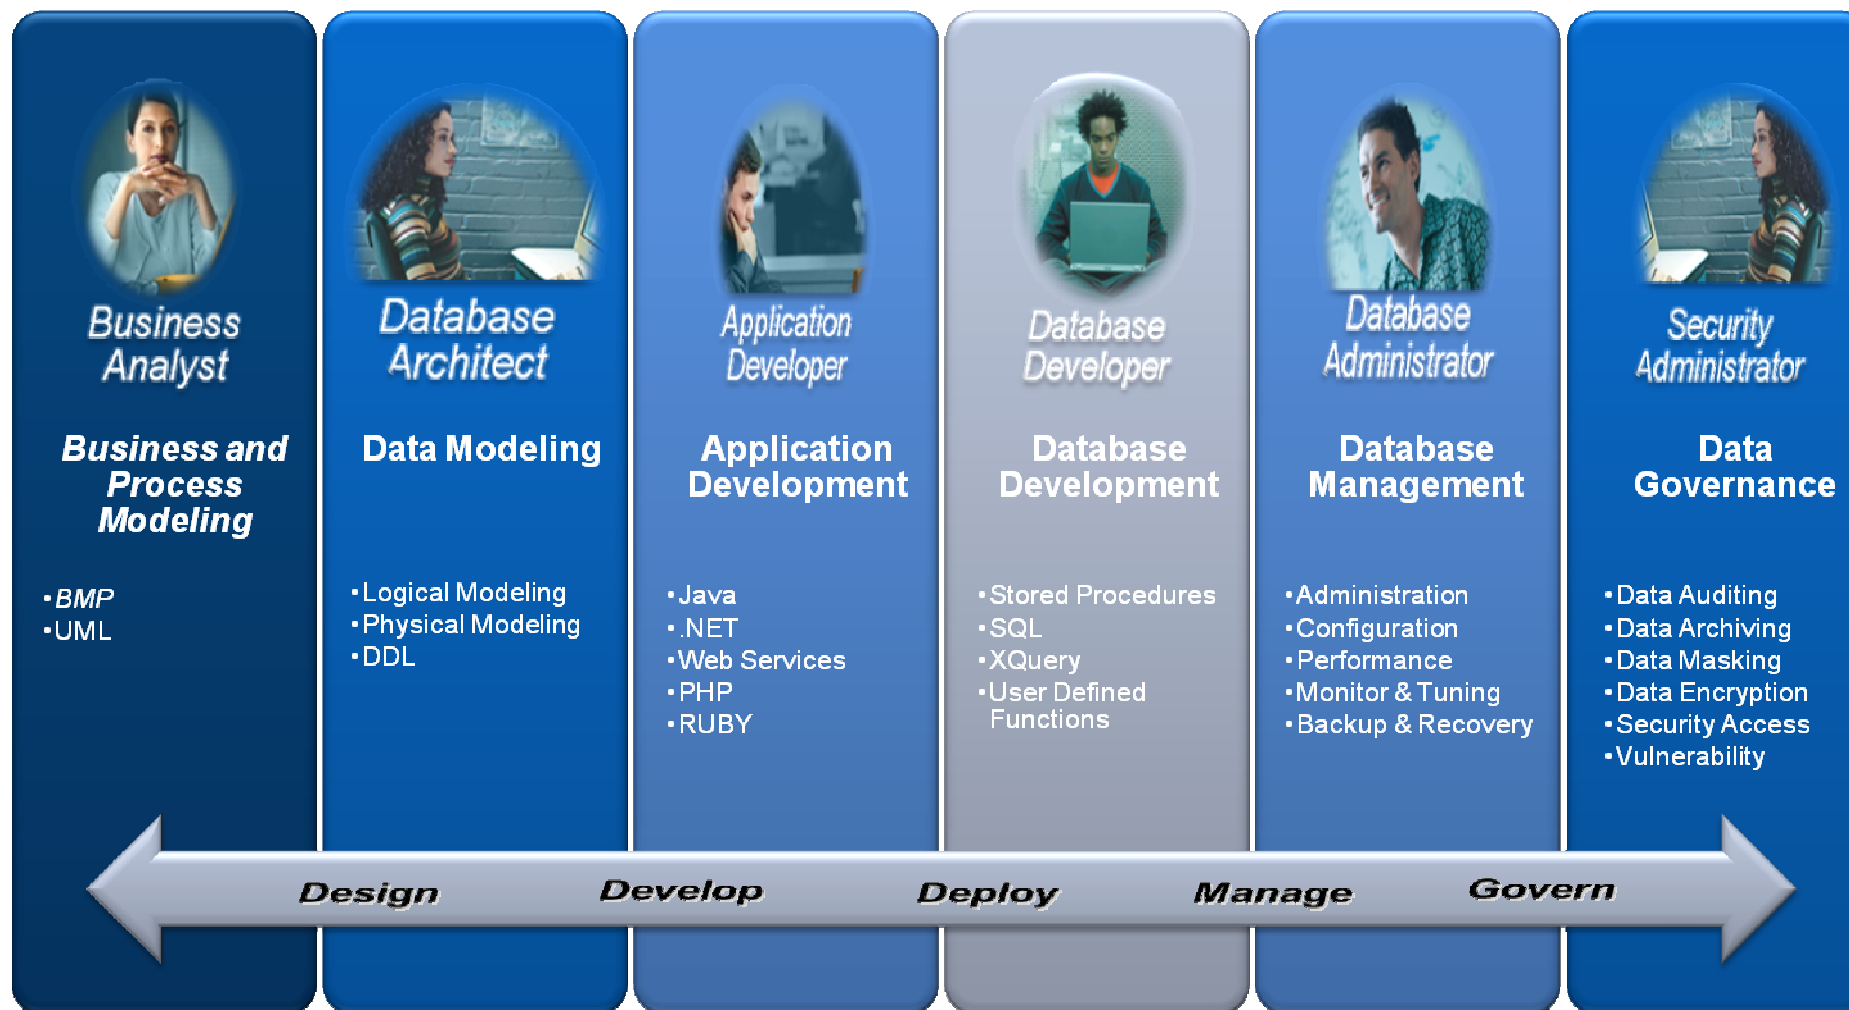 Business
Analyst
Business and
Process
Modeling
•BMP
•UML
Database
Architect
Data Modeling
•Logical Modeling
•Physical Modeling
•DDL
Application
Developer
Application
Development
•Java
•.NET
•Web Services
•PHP
•RUBY
Database
Developer
Database
Development
•Stored Procedures
•SQL
•XQuery
•User Defined
Functions
Database
Administrator
Database
Management
•Administration
•Configuration
•Performance
•Monitor & Tuning
•Backup & Recovery
Security
Administrator
Data
Governance
•Data Auditing
•Data Archiving
•Data Masking
•Data Encryption
•Security Access
•Vulnerability
Design Develop Deploy Manage Govern